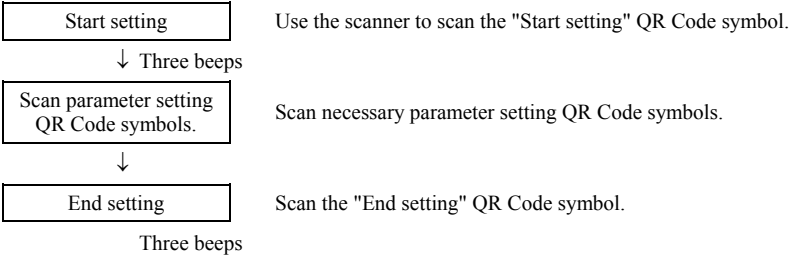 Start setting Use the scanner to scan the "Start setting" QR Code symbol.
↓ Three beeps
Scan parameter setting
QR Code symbols. Scan necessary parameter setting QR Code symbols.
↓
End setting Scan the "End setting" QR Code symbol.
Three beeps